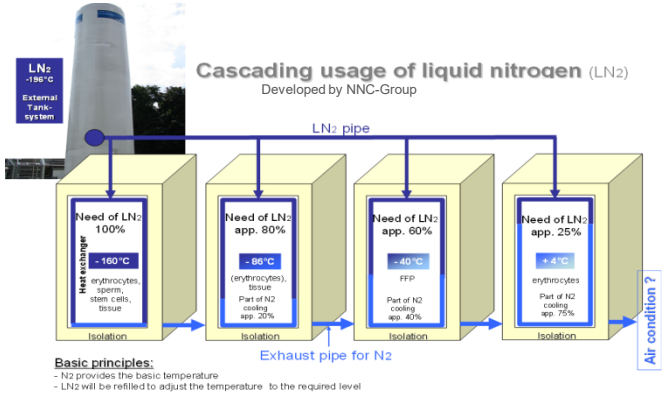 LN2
-196°C
External
Tank-
system
Cascading usage of liquid nitrogen (LN2)
Developed by NNC-Group
LN2 pipe
Need of LN2
100%
Heat exchanger
- 160°C
erythrocytes,
sperm,
stem cells,
tissue
Isolation
Need of LN2
app. 80%
- 86°C
(erythrocytes),
tissue
Part of N2
cooling
app. 20%
Isolation
Need of LN2
app. 60%
- 40°C
FFP
Part of N2
cooling
app. 40%
Isolation
Need of LN2
app. 25%
+ 4°C
erythrocytes
Part of N2
cooling
app. 75%
Isolation
Air condition ?
Exhaust pipe for N2
Basic principles:
- N2 provides the basic temperature
- LN2 will be refilled to adjust the temperature to the required level